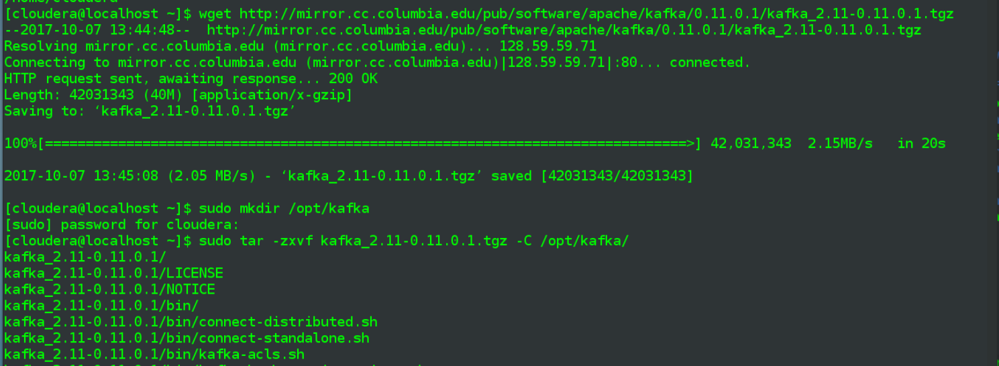 /home/cloudera
[cloudera@localhost ~]$ wget http://mirror.cc.columbia.edu/pub/software/apache/kafka/0.11.0.1/kafka_2.11-0.11.0.1.tgz
--2017-10-07 13:44:48--  http://mirror.cc.columbia.edu/pub/software/apache/kafka/0.11.0.1/kafka_2.11-0.11.0.1.tgz
Resolving mirror.cc.columbia.edu (mirror.cc.columbia.edu)... 128.59.59.71
Connecting to mirror.cc.columbia.edu (mirror.cc.columbia.edu)|128.59.59.71|:80... connected.
HTTP request sent, awaiting response... 200 OK
Length: 42031343 (40M) [application/x-gzip]
Saving to: ‘kafka_2.11-0.11.0.1.tgz’
100%[===============================================================================>] 42,031,343  2.15MB/s   in 20s
2017-10-07 13:45:08 (2.05 MB/s) - ‘kafka_2.11-0.11.0.1.tgz’ saved [42031343/42031343]
[cloudera@localhost ~]$ sudo mkdir /opt/kafka
[sudo] password for cloudera:
[cloudera@localhost ~]$ sudo tar -zxvf kafka_2.11-0.11.0.1.tgz -C /opt/kafka/
kafka_2.11-0.11.0.1/
kafka_2.11-0.11.0.1/LICENSE
kafka_2.11-0.11.0.1/NOTICE
kafka_2.11-0.11.0.1/bin/
kafka_2.11-0.11.0.1/bin/connect-distributed.sh
kafka_2.11-0.11.0.1/bin/connect-standalone.sh
kafka_2.11-0.11.0.1/bin/kafka-acls.sh